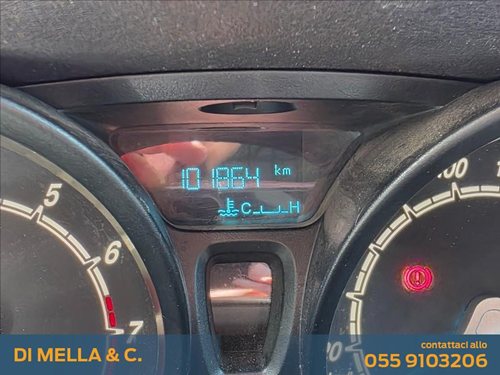 101864 km
C H
5
6
7
100
DI MELLA & C.
contattaci allo
055 9103206